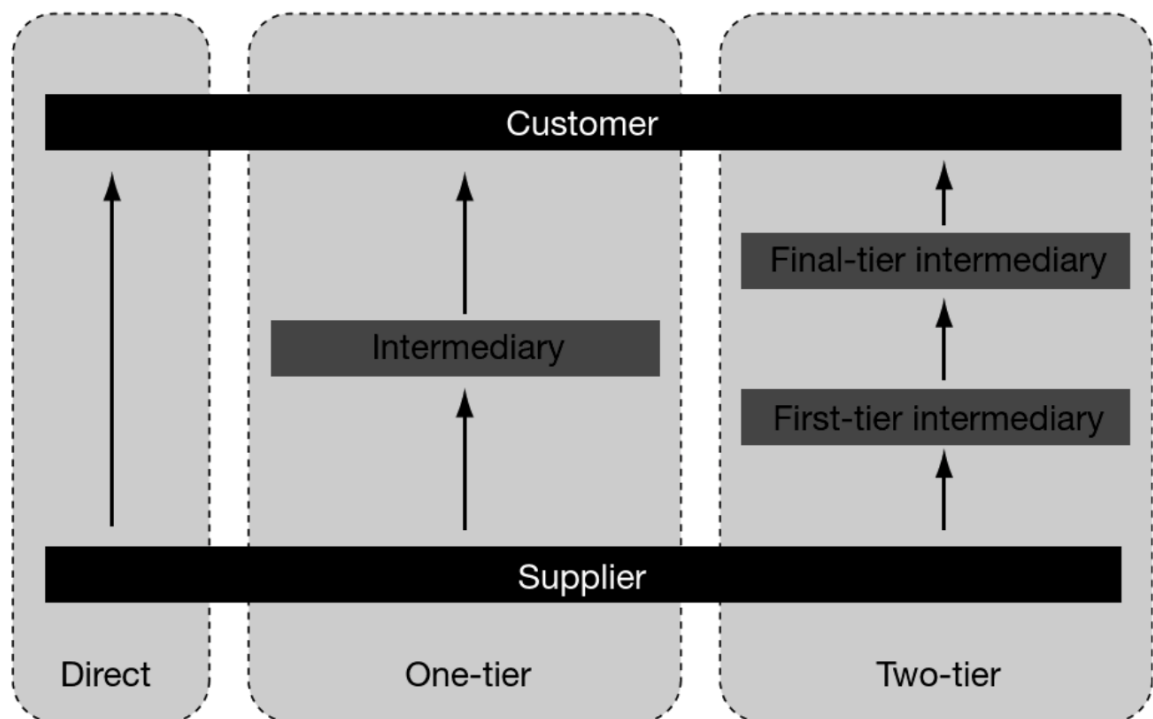 Customer
Final-tier intermediary
Intermediary
First-tier intermediary
Supplier
Direct
One-tier
Two-tier